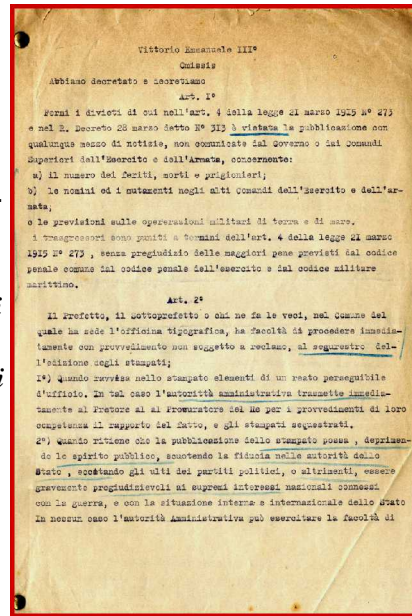 Vittorio Emanuele III°
Omissis
Abbiamo decretato e decretiamo
Art. I°
Fermi i divieti di cui nell'art. 4 della legge 21 marzo 1915 N° 273
e nel R. Decreto 28 marzo detto N° 313 è vietata la pubblicazione con
qualunque mezzo di notizie, non comunicate dal Governo o dai Comandi
Superiori dell'Esercito e dell'Armata, concernente:
a) il numero dei feriti, morti e prigionieri;
b) le nomini ed i mutamenti negli alti Comandi dell'Esercito e dell'ar-
mata;
c le previsioni sulle opererazioni militari di terra e di mare.
i trasgressori sono puniti a termini dell'art. 4 della legge 21 marzo
1915 N° 273 , senza pregiudizio delle maggiori pene previsti dal codice
penale comune dal codice penale dell'esercito e dal codice militare
marittimo.
Art. 2°
Il Prefetto, il Sottoprefetto o chi ne fa le veci, nel Comune del
quale ha sede l'officina tipografica, ha facoltà di procedere immedia-
tamente con provvedimento non soggetto a reclamo, al sequestro del-
l'edizione degli stampati;
I°) Quando ravvisa nello stampato elementi di un reato perseguibile
d'ufficio. In tal caso l'autorittà amministrativa trasmette immedia-
tamente al Pretore al al Procuratore del Re per i provvedimenti di loro
competenza il rapporto del fatto, e gli stampati sequestrati.
2°) Quando ritiene che la pubblicazione dello stampato possa , deprimen-
do lo spirito pubblico, scuotendo la fiducia nelle autorità dello
Stato , eccitando gli ulti dei partiti politici, o altrimenti, essere
gravemente pregiudizievoli ai supremi interessi nazionali connessi
con la guerra, e con la situazione interna e internazionale dello Stato
In nessun caso l'autorità Amministrativa può esercitare la facoltà di